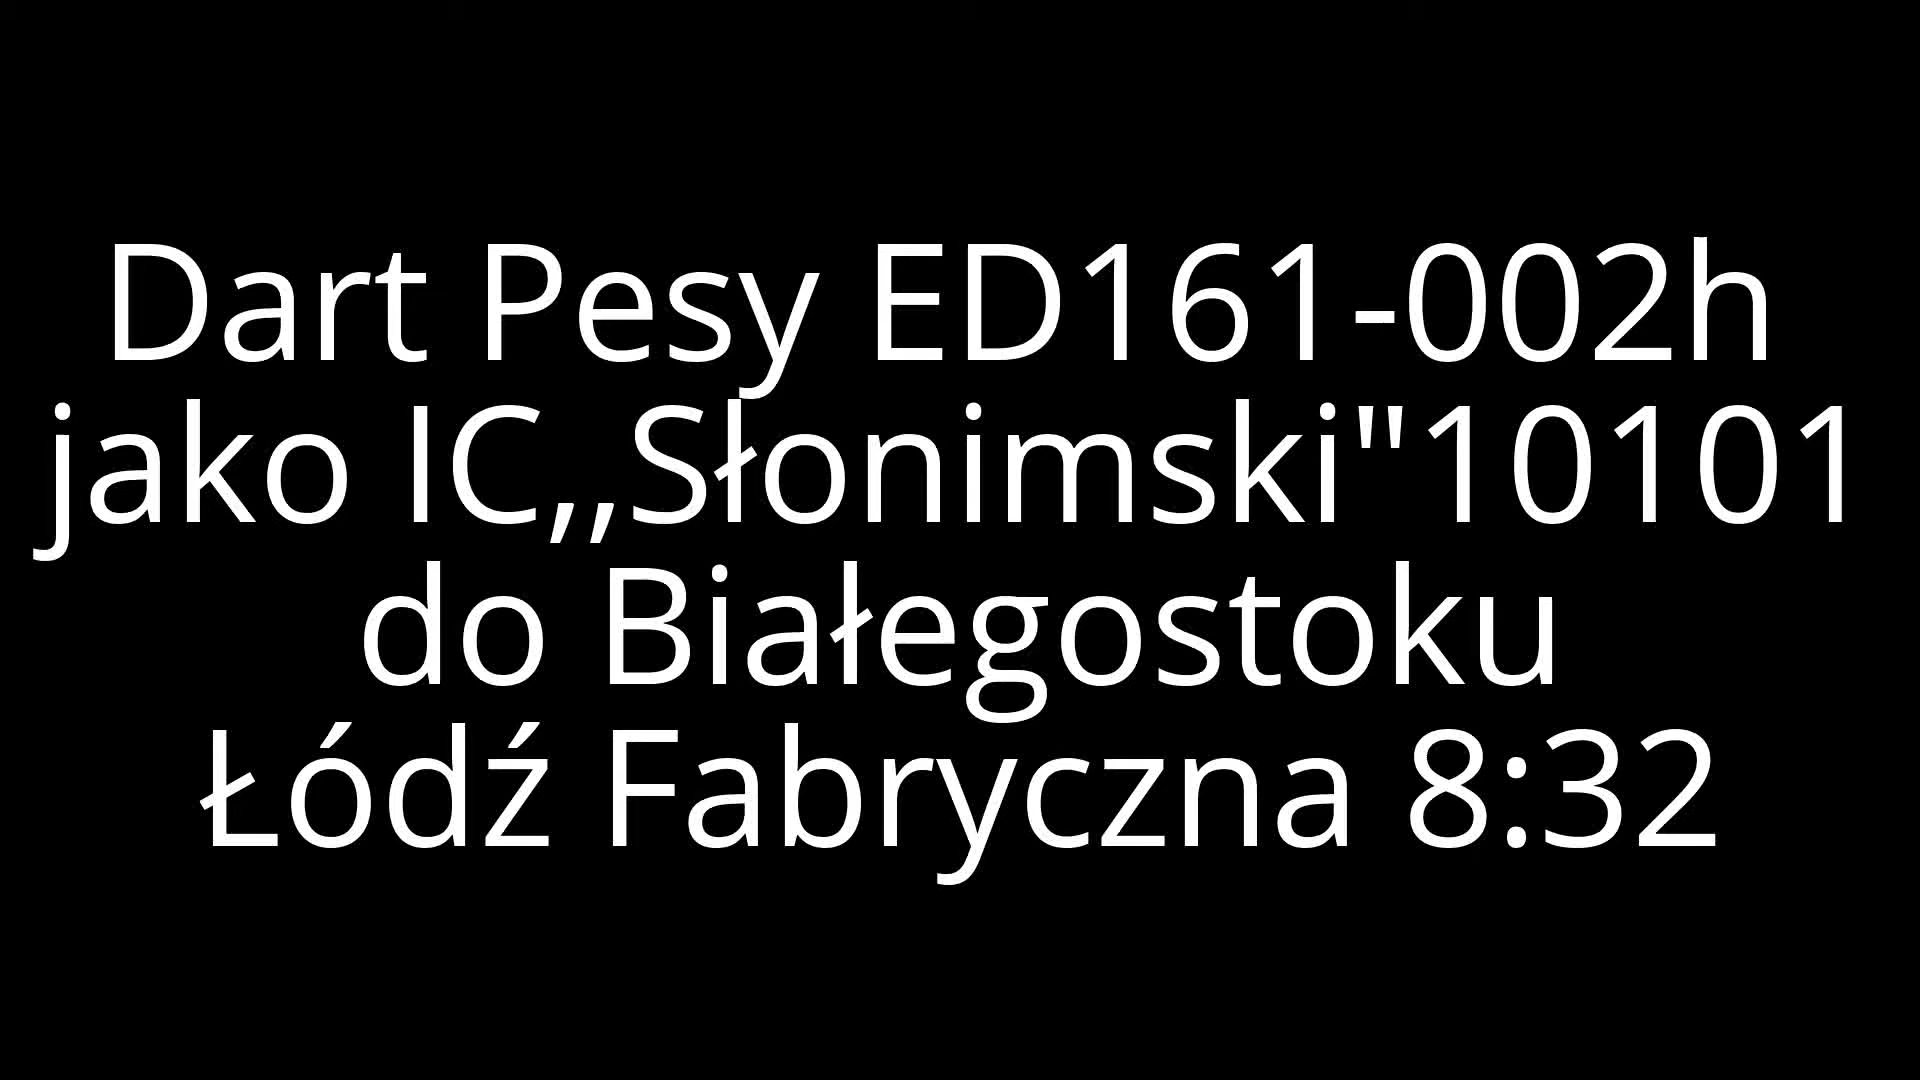 Dart Pesy ED161-002h
jako IC,,Słonimski"10101
do Białegostoku
Łódź Fabryczna 8:32